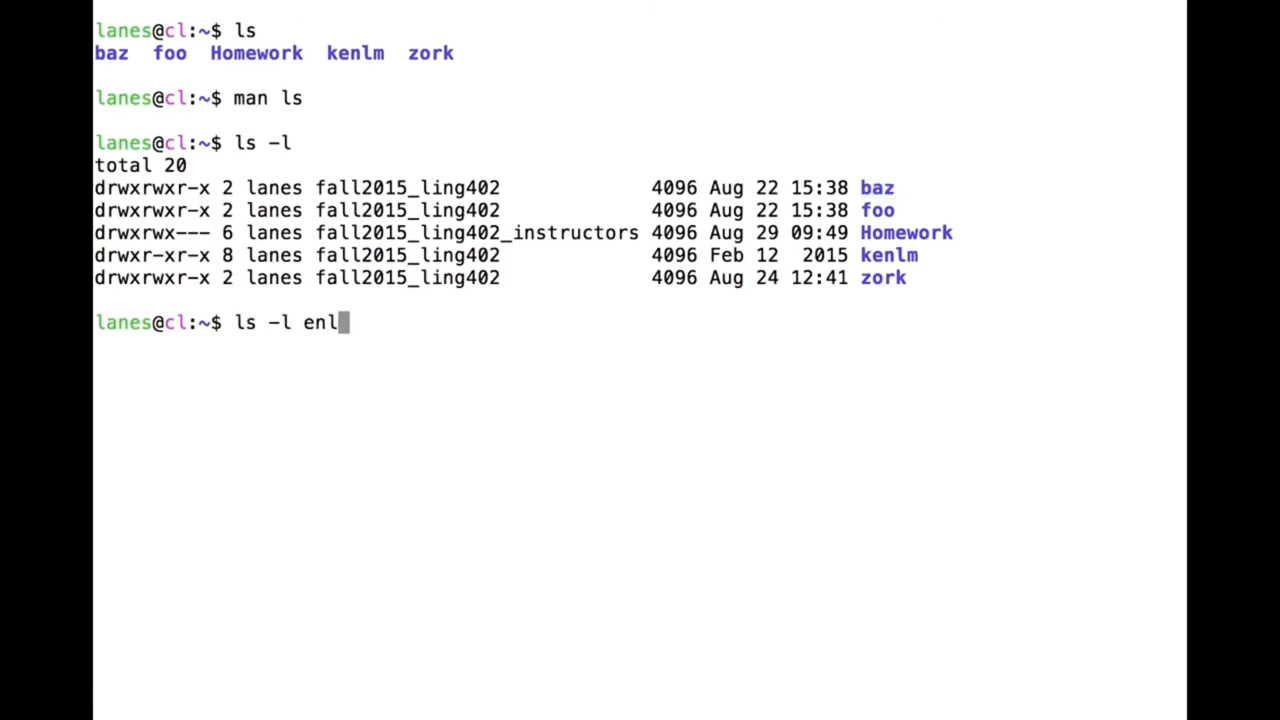 lanes@cl:~$ ls
baz  foo  Homework  kenlm  zork
lanes@cl:~$ man ls
lanes@cl:~$ ls -l
total 20
drwxrwxr-x 2 lanes fall2015_ling402             4096 Aug 22 15:38 baz
drwxrwxr-x 2 lanes fall2015_ling402             4096 Aug 22 15:38 foo
drwxrwx--- 6 lanes fall2015_ling402_instructors 4096 Aug 29 09:49 Homework
drwxr-xr-x 8 lanes fall2015_ling402             4096 Feb 12  2015 kenlm
drwxrwxr-x 2 lanes fall2015_ling402             4096 Aug 24 12:41 zork
lanes@cl:~$ ls -l enl